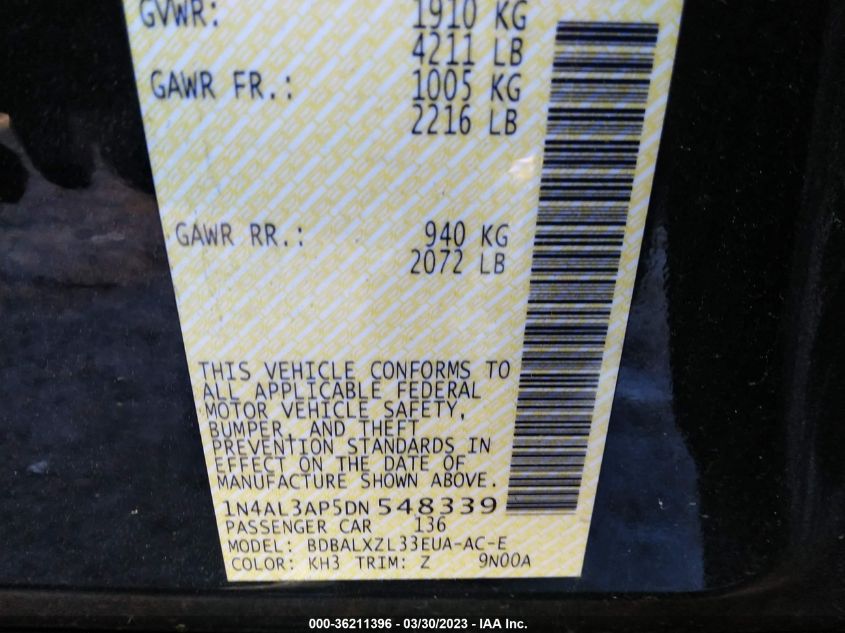 GVWR: 1910 KG
4211 LB
GAWR FR.: 1005 KG
2216 LB
GAWR RR.: 940 KG
2072 LB
THIS VEHICLE CONFORMS TO
ALL APPLICABLE FEDERAL
MOTOR VEHICLE SAFETY,
BUMPER, AND THEFT
PREVENTION STANDARDS IN
EFFECT ON THE DATE OF
MANUFACTURE SHOWN ABOVE.
1N4AL3AP5DN 548339
PASSENGER CAR 136
MODEL: BDBALXZL33EUA-AC-E
COLOR: KH3 TRIM: Z 9N00A
000-36211396 - 03/30/2023 - IAA Inc.